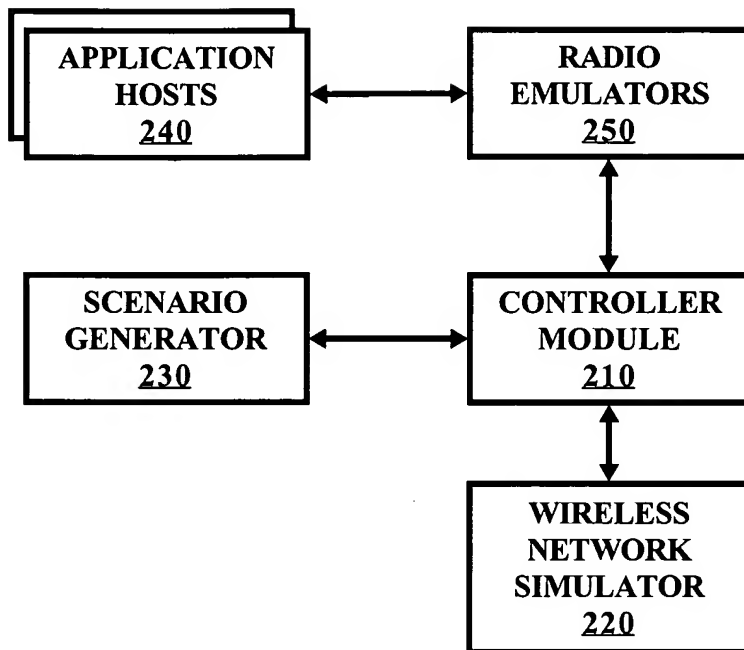 APPLICATION
HOSTS
240
RADIO
EMULATORS
250
SCENARIO
GENERATOR
230
CONTROLLER
MODULE
210
WIRELESS
NETWORK
SIMULATOR
220